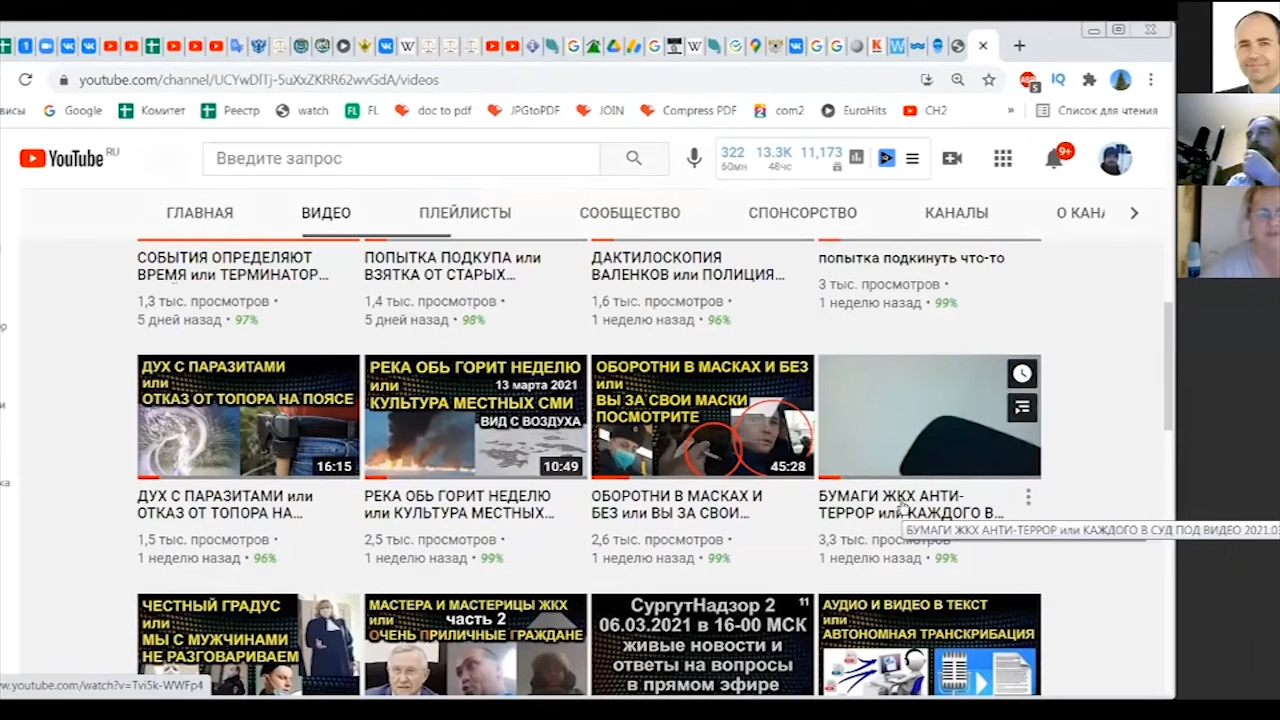 youtube.com/channel/UCYwDlTj-5uXxZKRR62wvGdA/videos
5
IQ
висы
Google
Комитет
Реестр
watch
FL
doc to pdf
JPGtoPDF
JOIN
Compress PDF
com2
EuroHits
CH2
»
Список для чтения
YouTube RU
Введите запрос
322 13.3K 11,173
60мн 48чс
9+
ГЛАВНАЯ ВИДЕО ПЛЕЙЛИСТЫ СООБЩЕСТВО СПОНСОРСТВО КАНАЛЫ О КАНА
СОБЫТИЯ ОПРЕДЕЛЯЮТ
ВРЕМЯ или ТЕРМИНАТОР...
1,3 тыс. просмотров •
5 дней назад • 97%
ПОПЫТКА ПОДКУПА или
ВЗЯТКА ОТ СТАРЫХ...
1,4 тыс. просмотров •
5 дней назад • 98%
ДАКТИЛОСКОПИЯ
ВАЛЕНКОВ или ПОЛИЦИЯ...
1,6 тыс. просмотров •
1 неделю назад • 96%
попытка подкинуть что-то
3 тыс. просмотров •
1 неделю назад • 99%
ДУХ С ПАРАЗИТАМИ
или
ОТКАЗ ОТ ТОПОРА НА ПОЯСЕ
16:15
ДУХ С ПАРАЗИТАМИ или
ОТКАЗ ОТ ТОПОРА НА...
1,5 тыс. просмотров •
1 неделю назад • 96%
РЕКА ОБЬ ГОРИТ НЕДЕЛЮ
или 13 марта 2021
КУЛЬТУРА МЕСТНЫХ СМИ
ВИД С ВОЗДУХА
10:49
РЕКА ОБЬ ГОРИТ НЕДЕЛЮ
или КУЛЬТУРА МЕСТНЫХ...
2,5 тыс. просмотров •
1 неделю назад • 99%
ОБОРОТНИ В МАСКАХ И БЕЗ
или
ВЫ ЗА СВОИ МАСКИ
ПОСМОТРИТЕ
45:28
ОБОРОТНИ В МАСКАХ И
БЕЗ или ВЫ ЗА СВОИ...
2,6 тыс. просмотров •
1 неделю назад • 99%
БУМАГИ ЖКХ АНТИ-
ТЕРРОР или КАЖДОГО В...
БУМАГИ ЖКХ АНТИ-ТЕРРОР или КАЖДОГО В СУД ПОД ВИДЕО 2021.03
3,3 тыс. просмотров
1 неделю назад • 99%
ЧЕСТНЫЙ ГРАДУС
или
МЫ С МУЖЧИНАМИ
НЕ РАЗГОВАРИВАЕМ
МАСТЕРА И МАСТЕРИЦЫ ЖКХ
или часть 2
ОЧЕНЬ ПРИЛИЧНЫЕ ГРАЖДАНЕ
СургутНадзор 2 11
06.03.2021 в 16-00 МСК
живые новости и
ответы на вопросы
в прямом эфире
АУДИО И ВИДЕО В ТЕКСТ
или
АВТОНОМНАЯ ТРАНСКРИБАЦИЯ
w.youtube.com/watch?v=Tvi5k-WWFp4